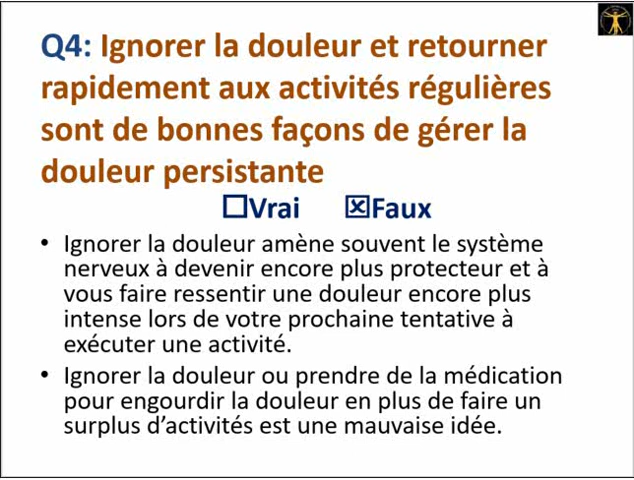 Q4: Ignorer la douleur et retourner
rapidement aux activités régulières
sont de bonnes façons de gérer la
douleur persistante
☐Vrai ☒Faux
• Ignorer la douleur amène souvent le système
nerveux à devenir encore plus protecteur et à
vous faire ressentir une douleur encore plus
intense lors de votre prochaine tentative à
exécuter une activité.
• Ignorer la douleur ou prendre de la médication
pour engourdir la douleur en plus de faire un
surplus d’activités est une mauvaise idée.